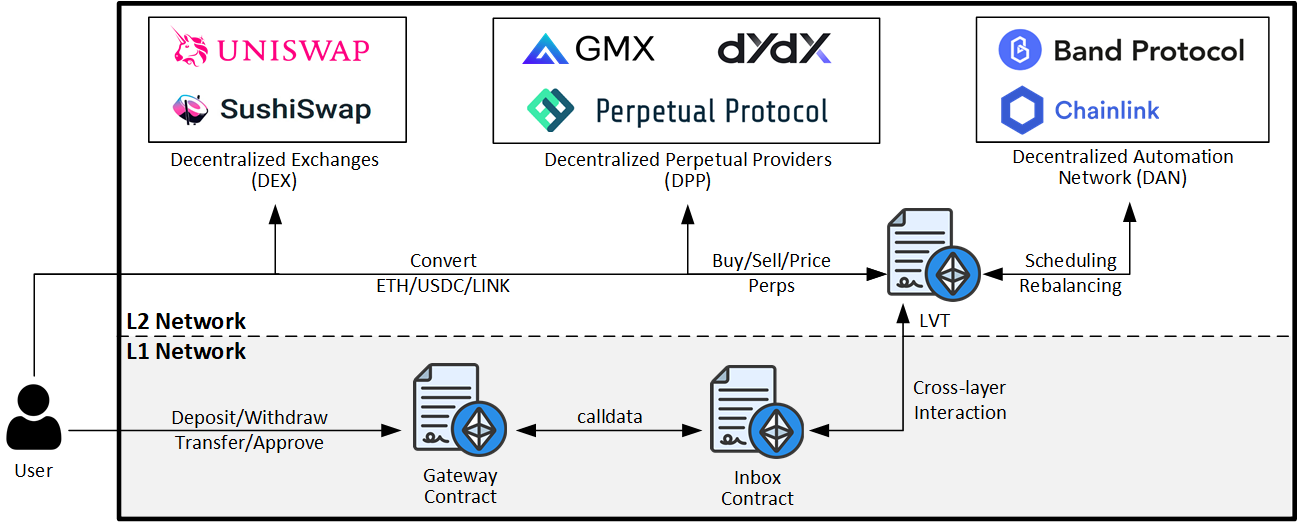 UNISWAP
SushiSwap
Decentralized Exchanges
(DEX)
GMX
dYdX
Perpetual Protocol
Decentralized Perpetual Providers
(DPP)
Band Protocol
Chainlink
Decentralized Automation
Network (DAN)
Convert
ETH/USDC/LINK
Buy/Sell/Price
Perps
Scheduling
Rebalancing
LVT
L2 Network
L1 Network
User
Deposit/Withdraw
Transfer/Approve
Gateway
Contract
calldata
Inbox
Contract
Cross-layer
Interaction